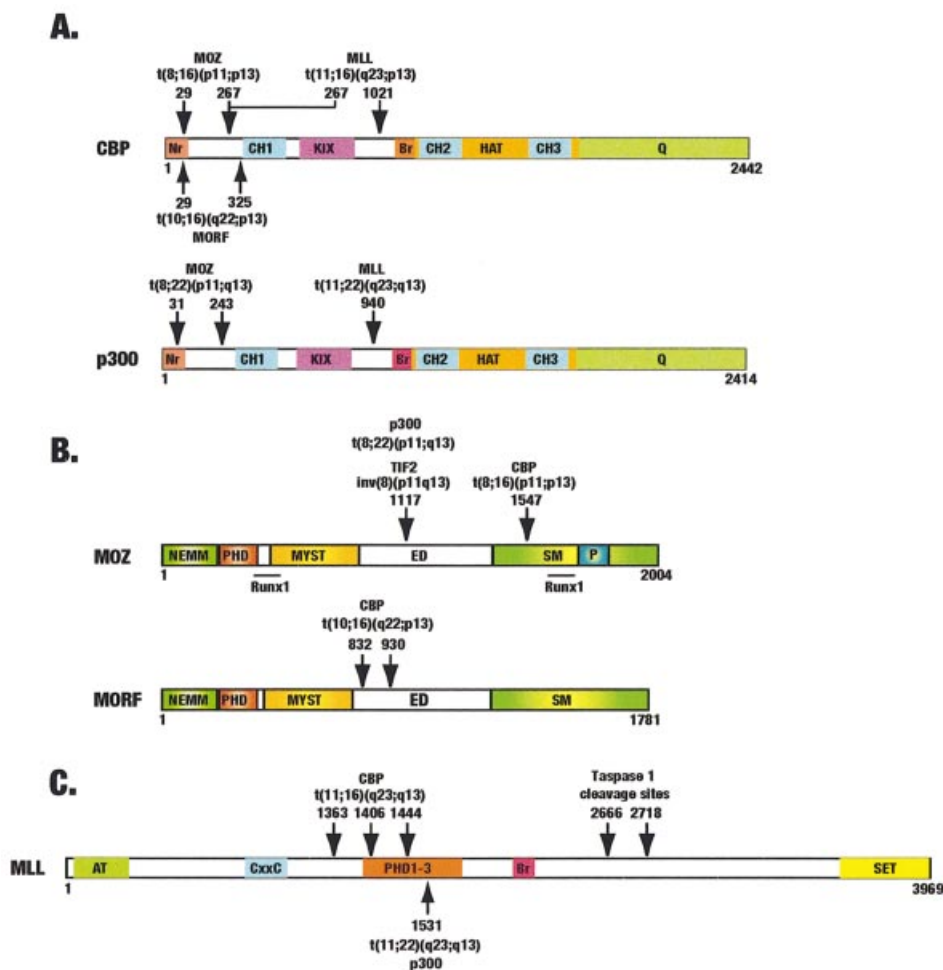 A.
MOZ MLL
t(8;16)(p11;p13) t(11;16)(q23;p13)
29 267 267 1021
CBP Nr CH1 KIX Br CH2 HAT CH3 Q
1 2442
29 325
t(10;16)(q22;p13)
MORF
MOZ MLL
t(8;22)(p11;q13) t(11;22)(q23;q13)
31 243 940
p300 Nr CH1 KIX Br CH2 HAT CH3 Q
1 2414
B.
p300
t(8;22)(p11;q13)
TIF2 CBP
inv(8)(p11q13) t(8;16)(p11;p13)
1117 1547
MOZ NEMM PHD MYST ED SM P
1 2004
Runx1 Runx1
CBP
t(10;16)(q22;p13)
832 930
MORF NEMM PHD MYST ED SM
1 1781
C.
CBP Taspase 1
t(11;16)(q23;q13) cleavage sites
1363 1406 1444 2666 2718
MLL AT CxxC PHD1-3 Br SET
1 3969
1531
t(11;22)(q23;q13)
p300